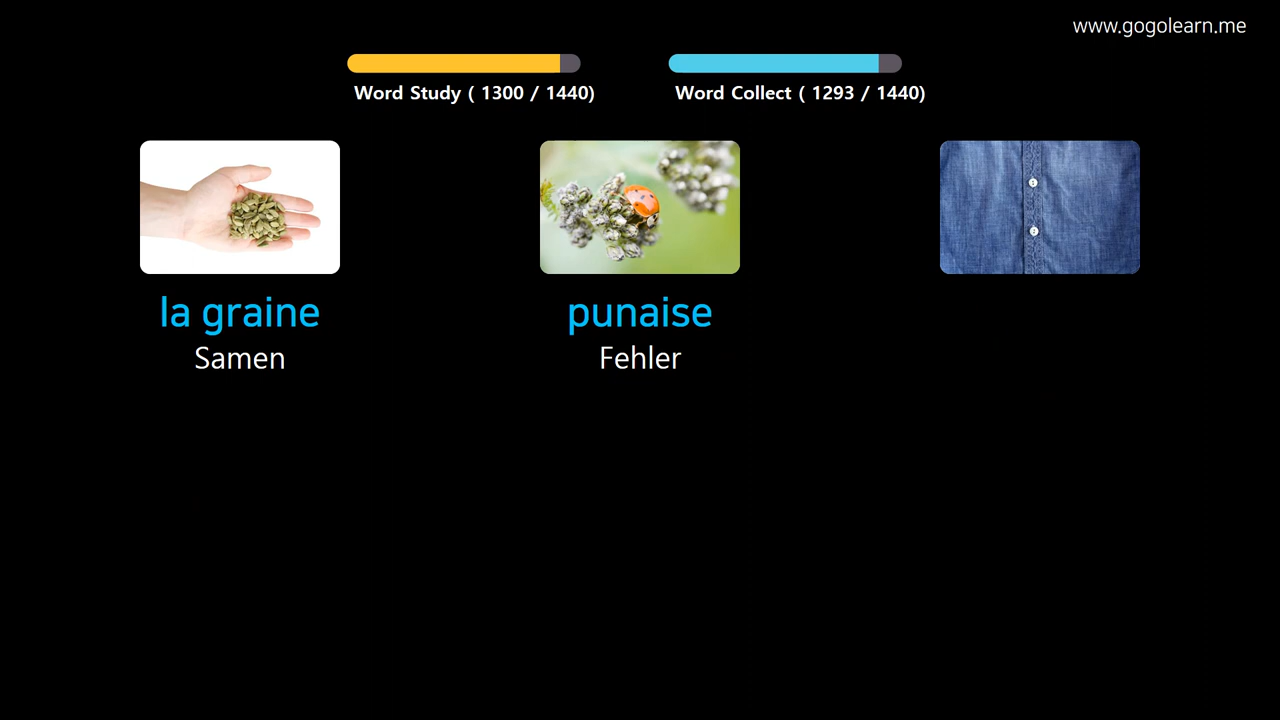 www.gogolearn.me
Word Study ( 1300 / 1440)
Word Collect ( 1293 / 1440)
la graine
Samen
punaise
Fehler